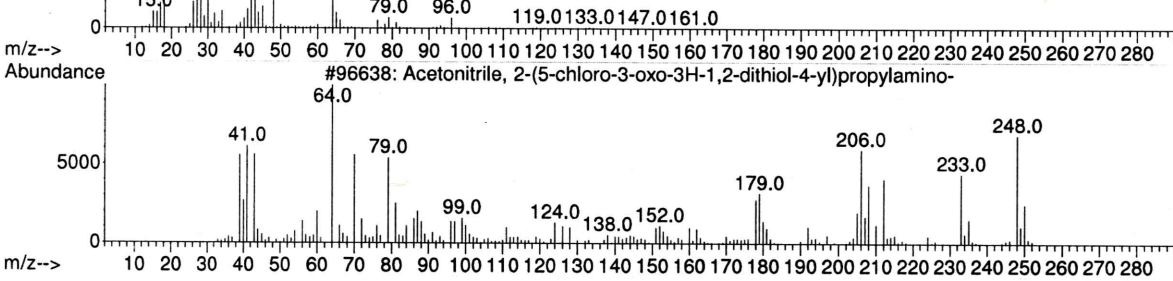 15.0 79.0 96.0 119.0133.0147.0161.0
0
m/z--> 10 20 30 40 50 60 70 80 90 100 110 120 130 140 150 160 170 180 190 200 210 220 230 240 250 260 270 280
Abundance #96638: Acetonitrile, 2-(5-chloro-3-oxo-3H-1,2-dithiol-4-yl)propylamino-
64.0
248.0
41.0 206.0
79.0
5000 233.0
179.0
99.0 124.0 138.0 152.0
0
m/z--> 10 20 30 40 50 60 70 80 90 100 110 120 130 140 150 160 170 180 190 200 210 220 230 240 250 260 270 280